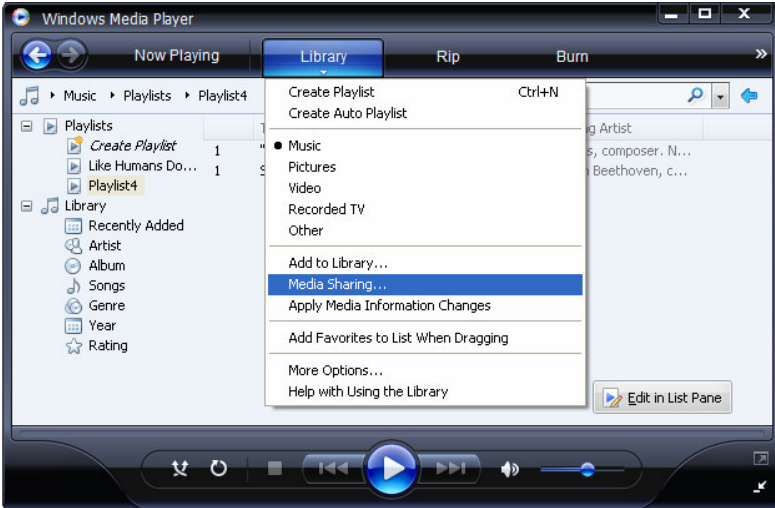 Windows Media Player
Now Playing
Library
Rip
Burn
»
Music Playlists Playlist4
Create Playlist Ctrl+N
Create Auto Playlist
Music
Pictures
Video
Recorded TV
Other
Add to Library...
Media Sharing...
Apply Media Information Changes
Add Favorites to List When Dragging
More Options...
Help with Using the Library
Playlists
Create Playlist
Like Humans Do...
Playlist4
Library
Recently Added
Artist
Album
Songs
Genre
Year
Rating
1
1
Artist
s, composer. N...
Beethoven, c...
Edit in List Pane